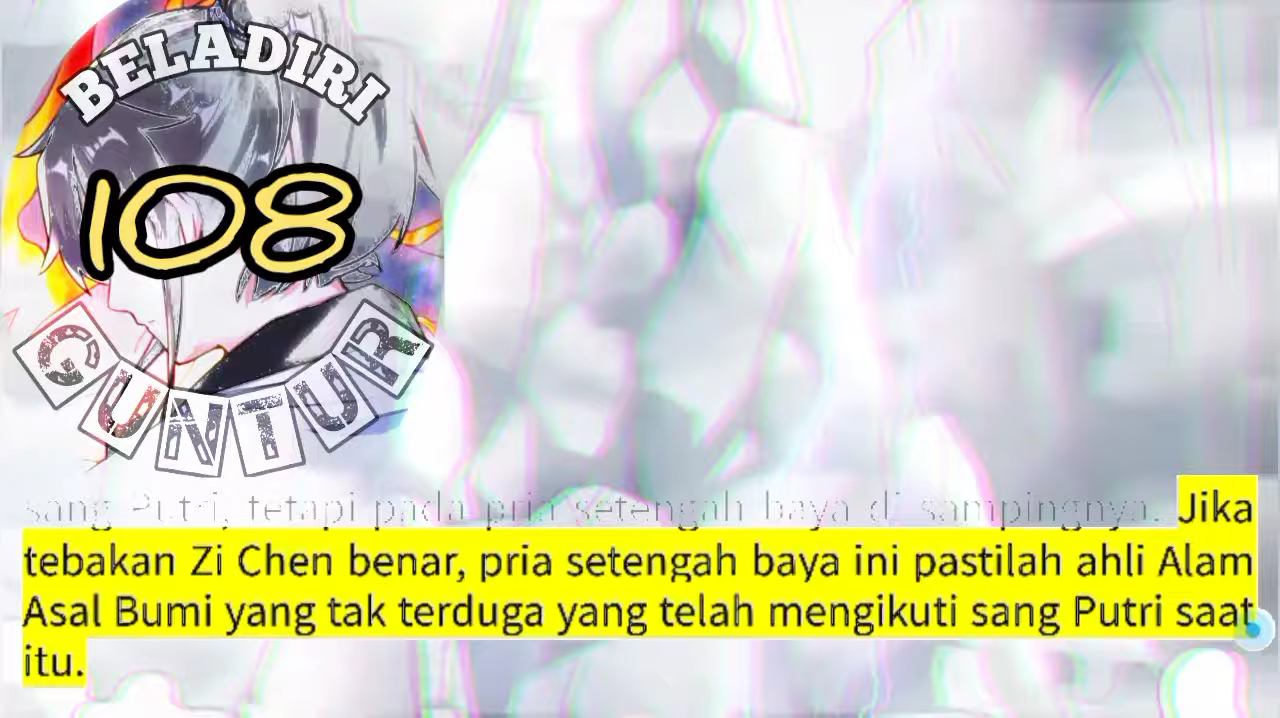 BELADIRI
108
GUNTUR
sang Putri, tetapi pada pria setengah baya di sampingnya. Jika
tebakan Zi Chen benar, pria setengah baya ini pastilah ahli Alam
Asal Bumi yang tak terduga yang telah mengikuti sang Putri saat
itu.